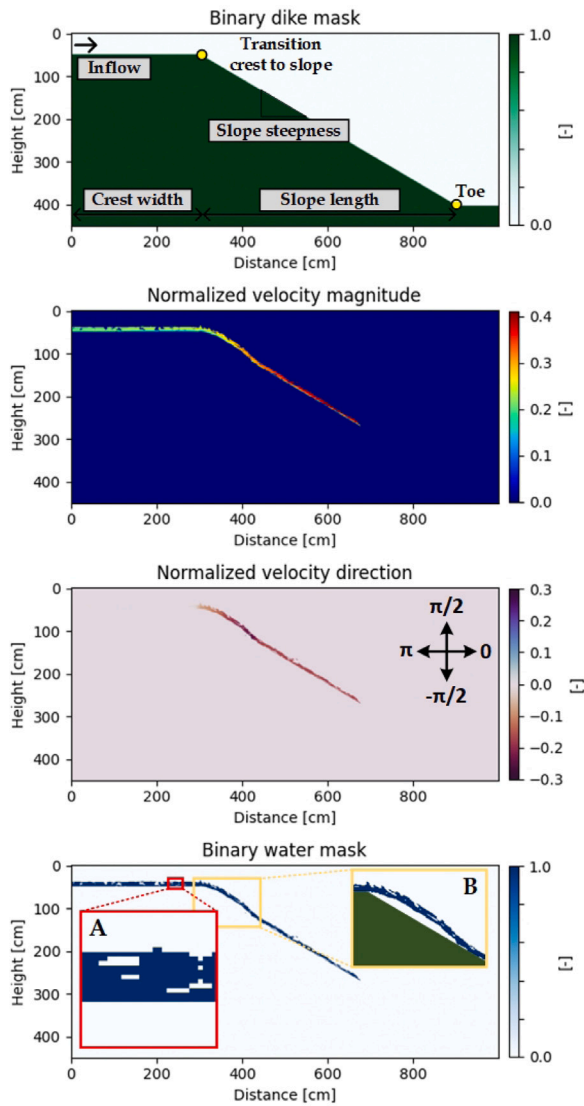 Binary dike mask
0
100
200
300
400
Height [cm]
Inflow
Transition
crest to slope
Slope steepness
Crest width
Slope length
Toe
1.0
0.0
[-]
0
200
400
600
800
Distance [cm]
Normalized velocity magnitude
0
100
200
300
400
Height [cm]
0.4
0.3
0.2
0.1
0.0
[-]
0
200
400
600
800
Distance [cm]
Normalized velocity direction
0
100
200
300
400
Height [cm]
π/2
π
0
-π/2
0.3
0.2
0.1
0.0
−0.1
−0.2
−0.3
[-]
0
200
400
600
800
Distance [cm]
Binary water mask
0
100
200
300
400
Height [cm]
A
B
1.0
0.0
[-]
0
200
400
600
800
Distance [cm]